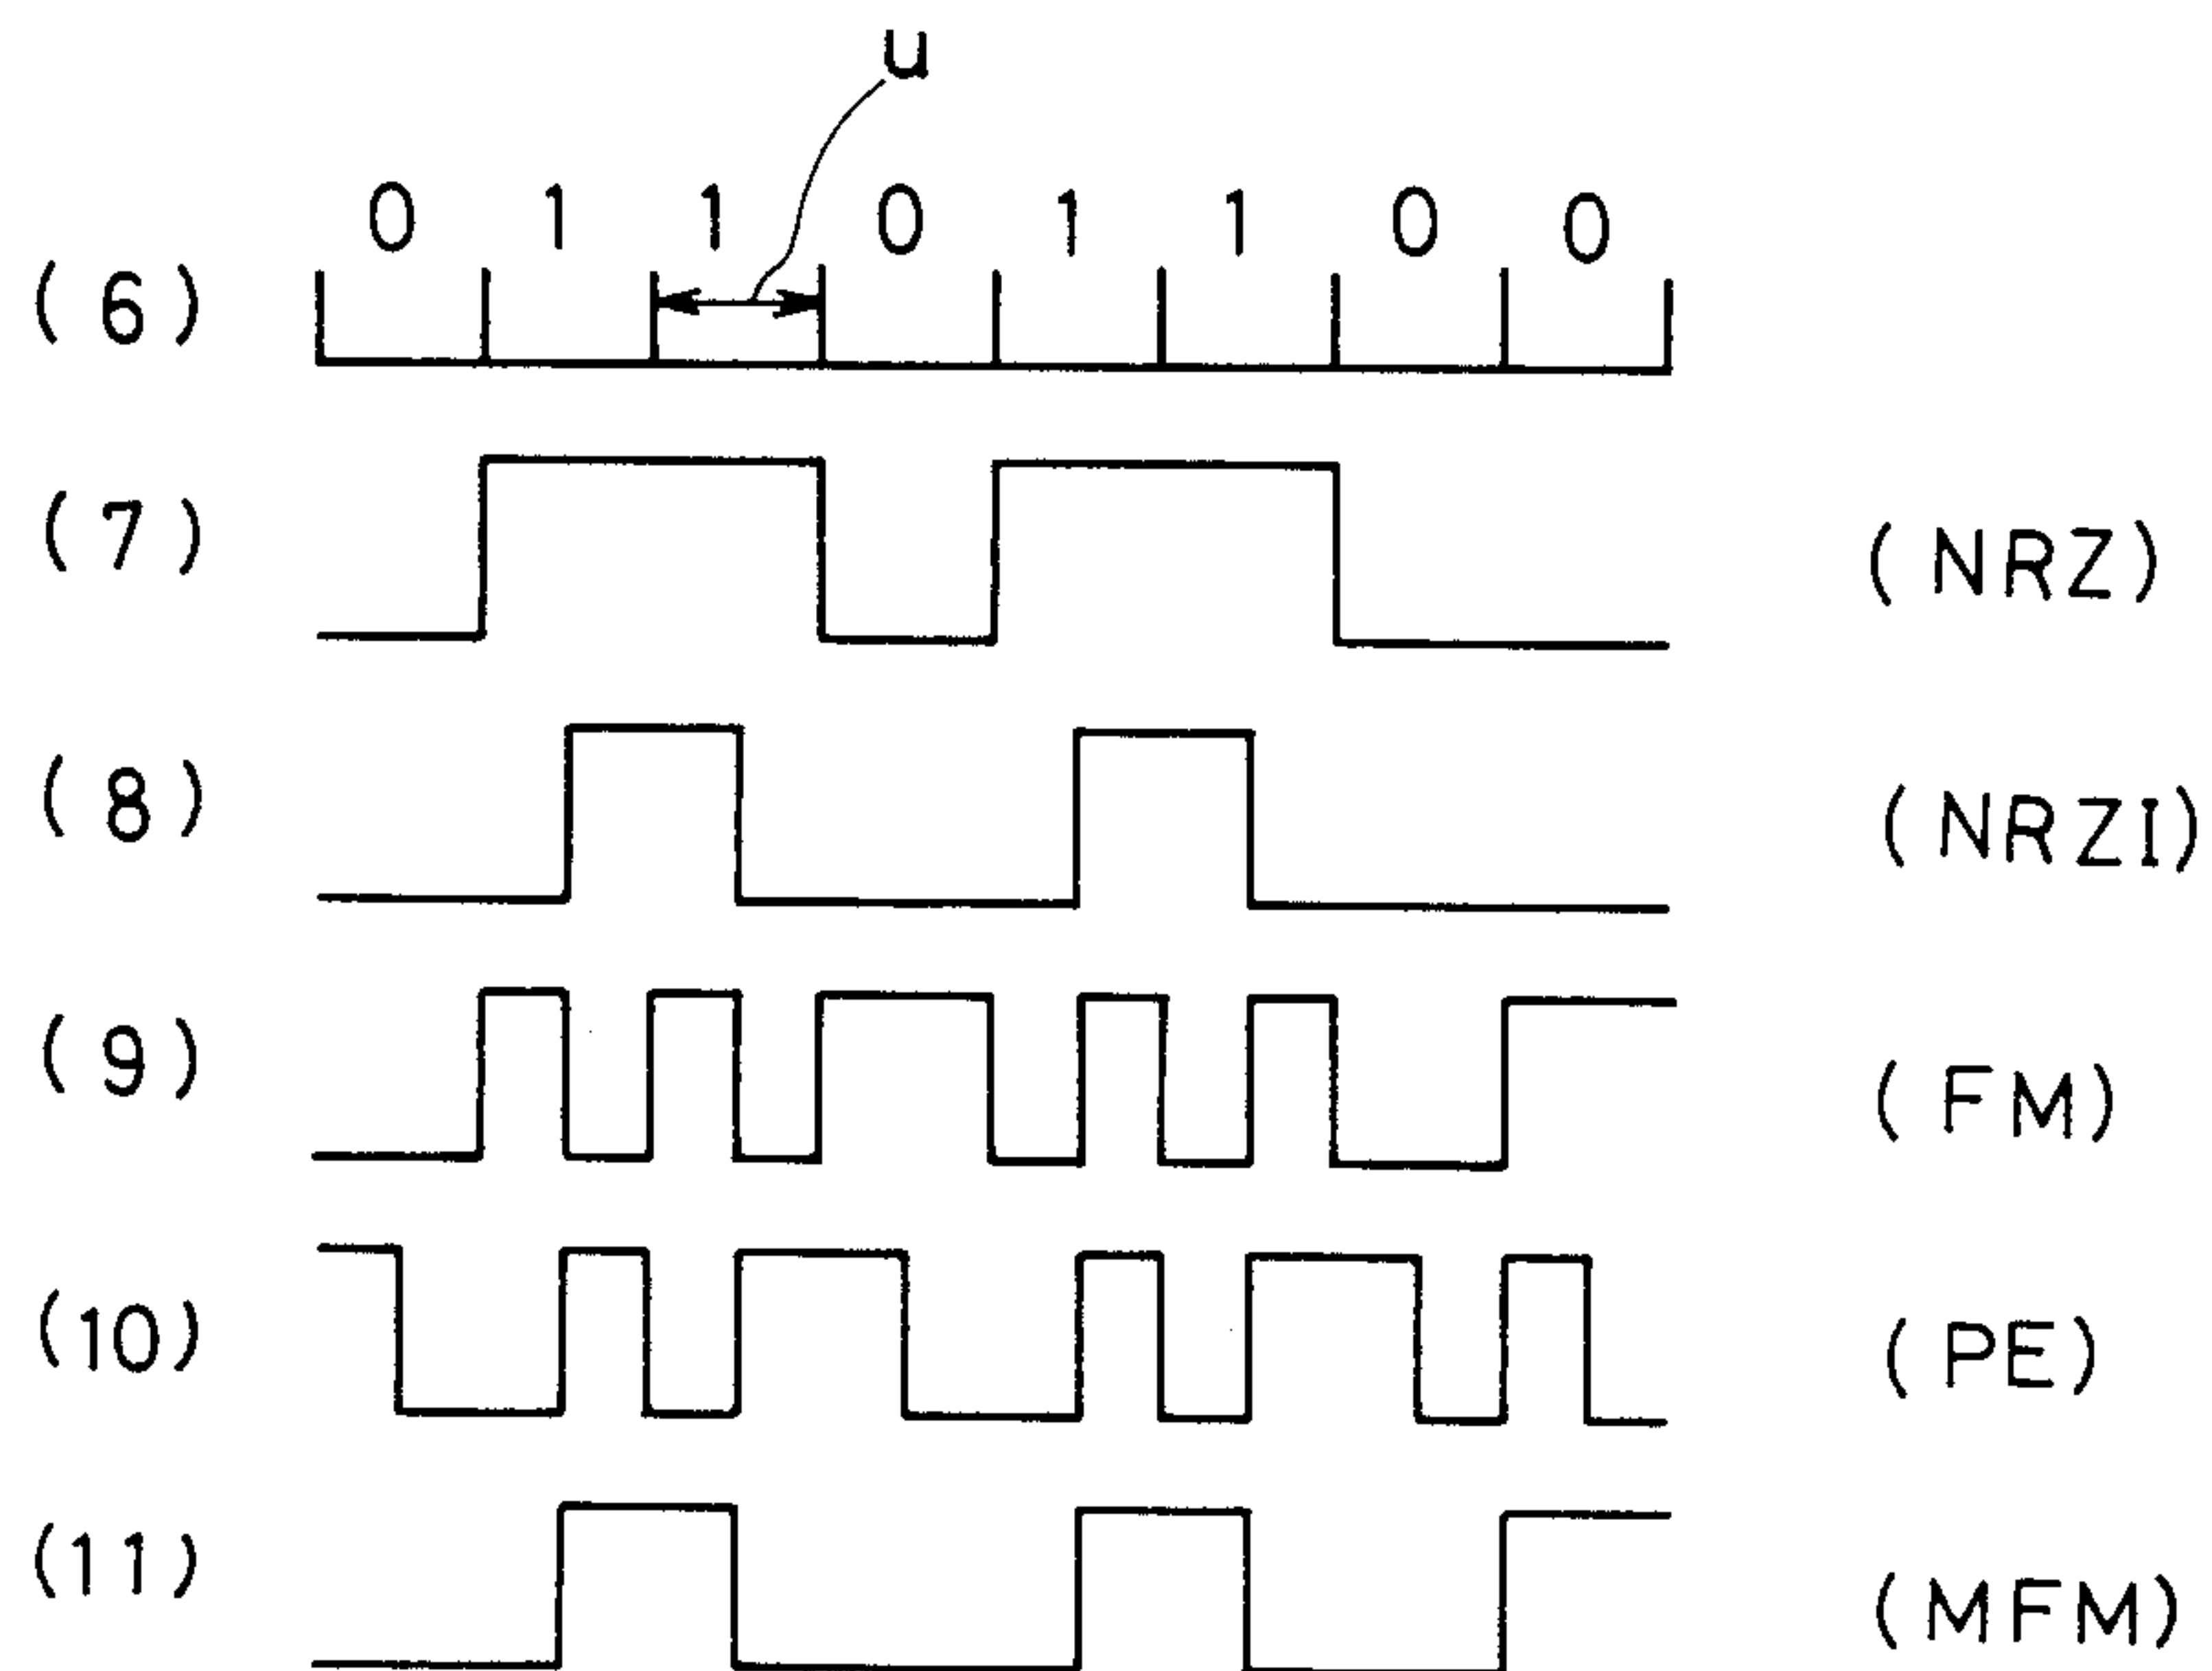 u
0 1 1 0 1 1 0 0
(6)
(7) (NRZ)
(8) (NRZI)
(9) (FM)
(10) (PE)
(11) (MFM)